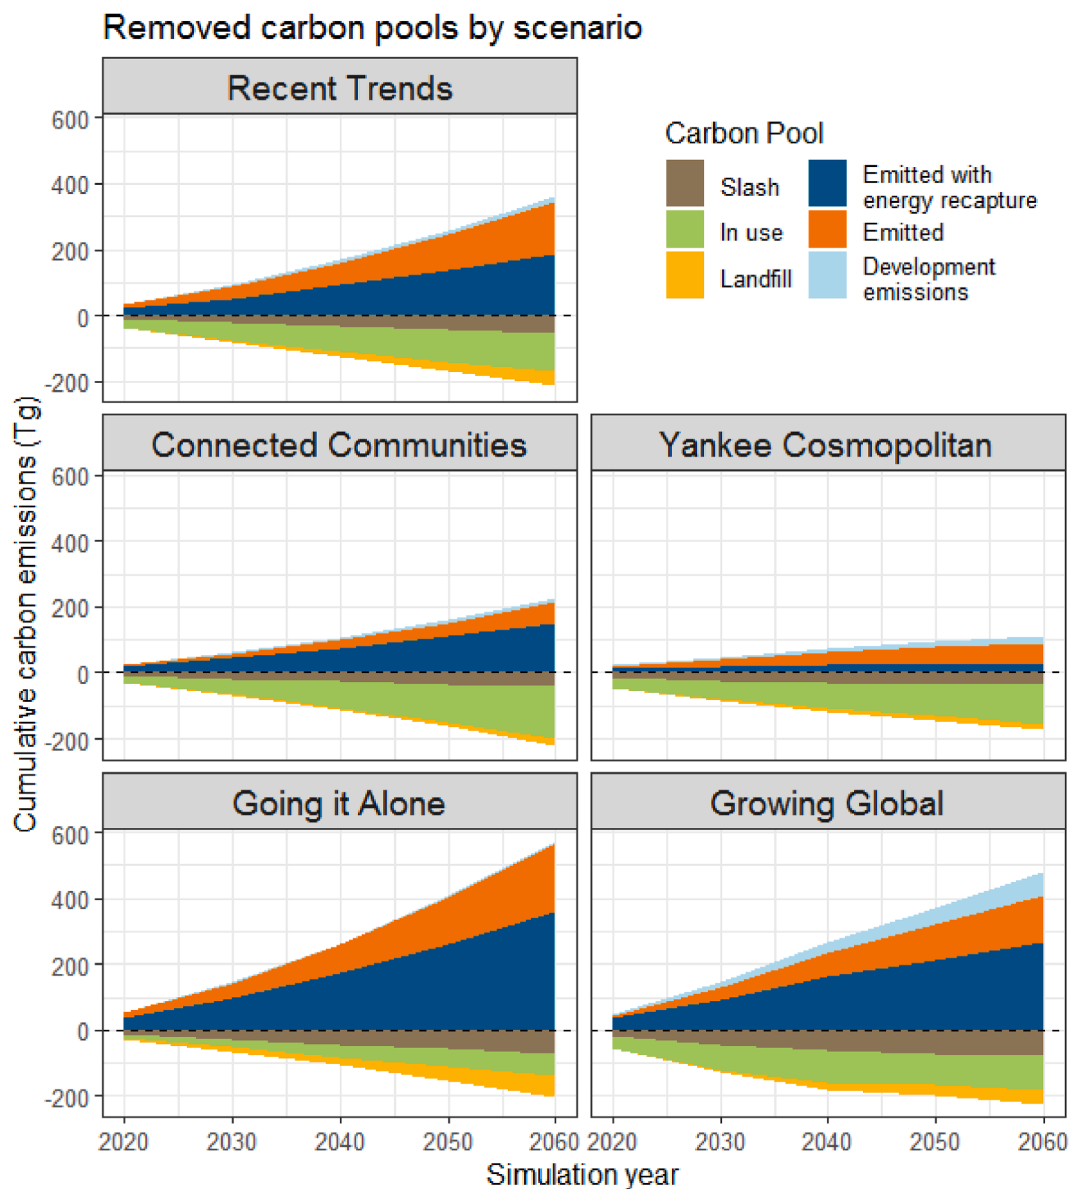 Removed carbon pools by scenario
Recent Trends
600
400
200
0
-200
Carbon Pool
Slash
In use
Landfill
Emitted with
energy recapture
Emitted
Development
emissions
Cumulative carbon emissions (Tg)
Connected Communities
600
400
200
0
-200
Yankee Cosmopolitan
Going it Alone
600
400
200
0
-200
2020 2030 2040 2050 2060
Growing Global
2020 2030 2040 2050 2060
Simulation year